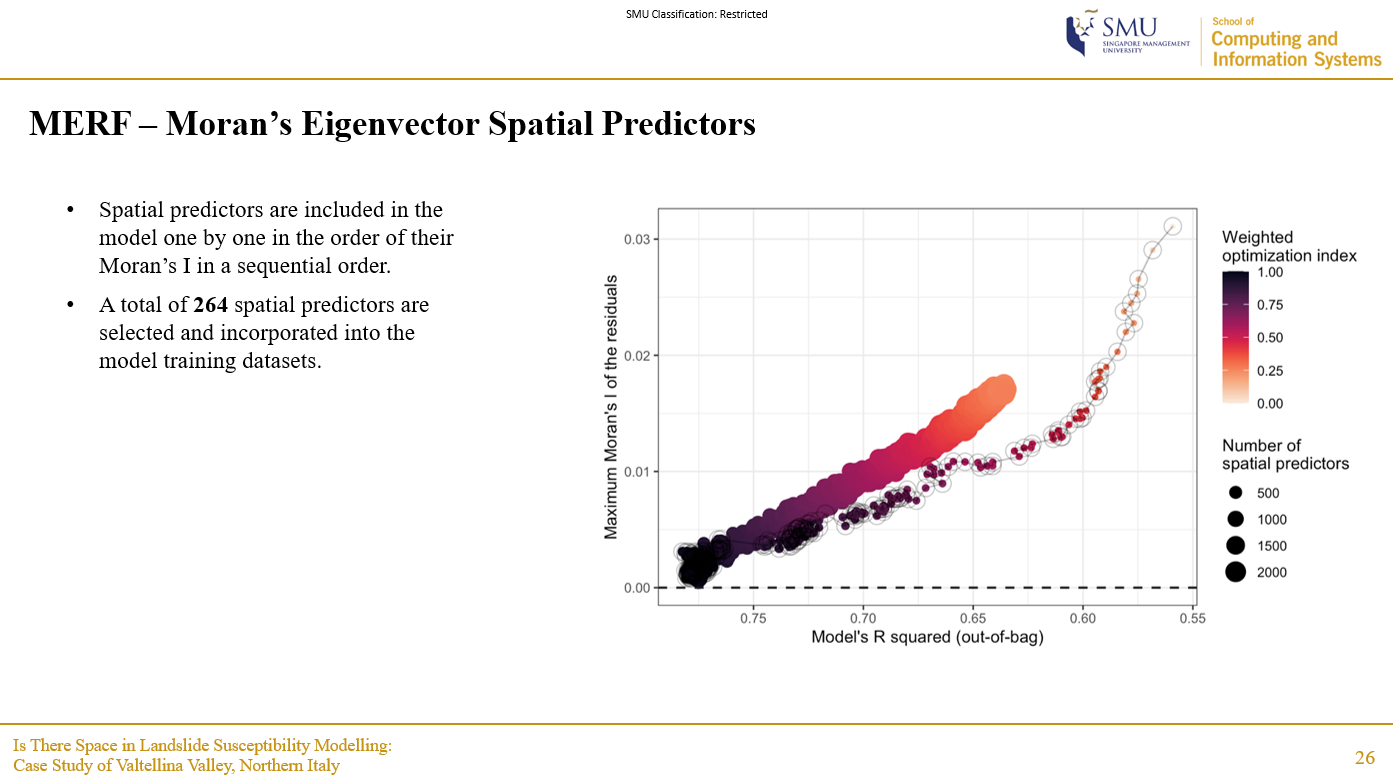 SMU Classification: Restricted
SMU
SINGAPORE MANAGEMENT
UNIVERSITY
School of
Computing and
Information Systems
MERF – Moran’s Eigenvector Spatial Predictors
• Spatial predictors are included in the
model one by one in the order of their
Moran’s I in a sequential order.
• A total of 264 spatial predictors are
selected and incorporated into the
model training datasets.
Maximum Moran's I of the residuals
0.03
0.02
0.01
0.00
0.75
0.70
0.65
0.60
0.55
Model's R squared (out-of-bag)
Weighted
optimization index
1.00
0.75
0.50
0.25
0.00
Number of
spatial predictors
500
1000
1500
2000
Is There Space in Landslide Susceptibility Modelling:
Case Study of Valtellina Valley, Northern Italy
26